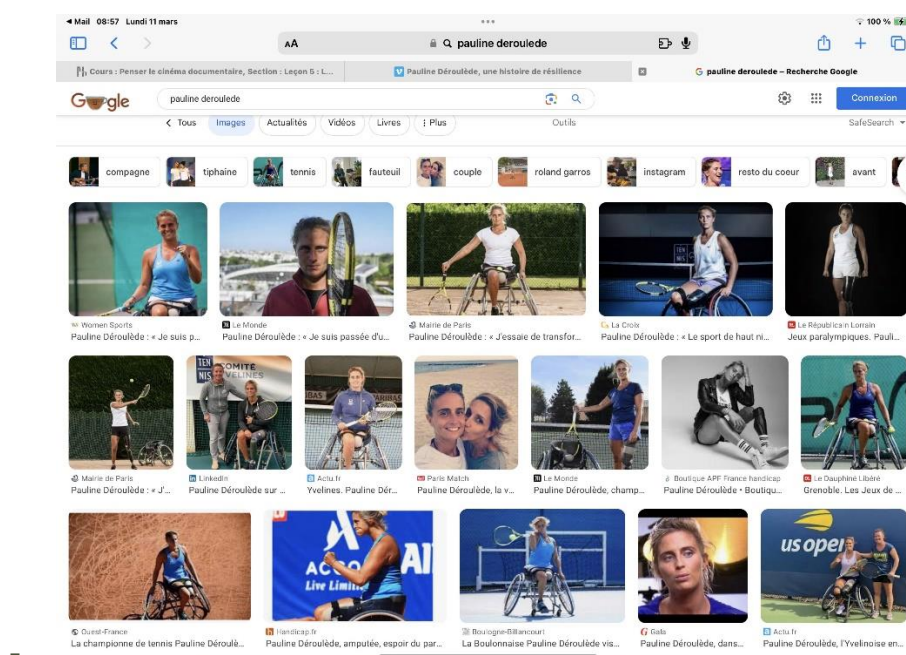 ◀ Mail 08:57 Lundi 11 mars
100 %
AA
pauline deroulede
Cours : Penser le cinéma documentaire, Section : Leçon 5 : L...
Pauline Déroulède, une histoire de résilience
pauline deroulede – Recherche Google
Google
pauline deroulede
Connexion
Tous Images Actualités Vidéos Livres Plus Outils SafeSearch
compagne tiphaine tennis fauteuil couple roland garros instagram resto du coeur avant
Women Sports
Pauline Déroulède : « Je suis p...
Le Monde
Pauline Déroulède : « Je suis passée d'u...
Mairie de Paris
Pauline Déroulède : « J'essaie de transfor...
La Croix
Pauline Déroulède : « Le sport de haut ni...
Le Républicain Lorrain
Jeux paralympiques. Pauli...
TEN
NIS
COMITÉ
YVELINES
Mairie de Paris
Pauline Déroulède : « J'...
LinkedIn
Pauline Déroulède sur ...
Actu.fr
Yvelines. Pauline Dér...
Paris Match
Pauline Déroulède, la v...
Le Monde
Pauline Déroulède, champ...
Boutique APF France handicap
Pauline Déroulède • Boutiqu...
Le Dauphiné Libéré
Grenoble. Les Jeux de ...
Live
us open
Ouest-France
La championne de tennis Pauline Déroulè...
Handicap.fr
Pauline Déroulède, amputée, espoir du par...
Boulogne-Billancourt
La Boulonnaise Pauline Déroulède vis...
Gala
Pauline Déroulède, dans...
Actu.fr
Pauline Déroulède, l'Yvelinoise en...